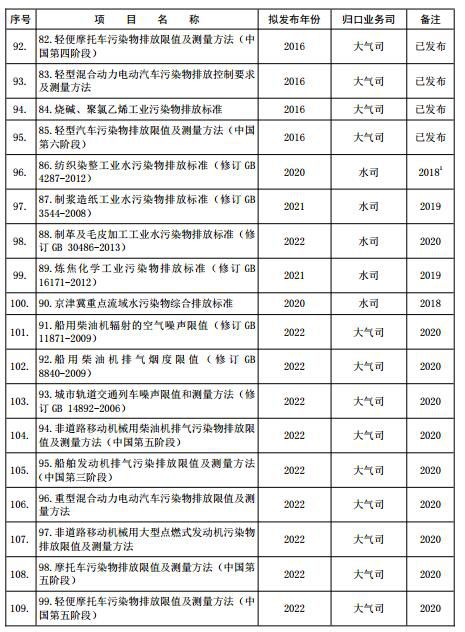 序号 项 目 名 称 拟发布年份 归口业务司 备注
92. 82.轻便摩托车污染物排放限值及测量方法（中 2016 大气司 已发布
国第四阶段）
93. 83.轻型混合动力电动汽车污染物排放控制要求 2016 大气司 已发布
及测量方法
94. 84.烧碱、聚氯乙烯工业污染物排放标准 2016 大气司 已发布
95. 85.轻型汽车污染物排放限值及测量方法（中国 2016 大气司 已发布
第六阶段）
96. 86.纺织染整工业水污染物排放标准（修订 GB 2020 水司 2018¹
4287-2012）
97. 87.制浆造纸工业水污染物排放标准（修订 GB 2021 水司 2019
3544-2008）
98. 88.制革及毛皮加工工业水污染物排放标准（修 2022 水司 2020
订 GB 30486-2013）
99. 89.炼焦化学工业污染物排放标准（修订 GB 2021 水司 2019
16171-2012）
100. 90.京津冀重点流域水污染物综合排放标准 2020 水司 2018
101. 91.船用柴油机辐射的空气噪声限值（修订 GB 2022 大气司 2020
11871-2009）
102. 92.船用柴油机排气烟度限值（修订 GB 2022 大气司 2020
8840-2009）
103. 93.城市轨道交通列车噪声限值和测量方法（修 2022 大气司 2020
订 GB 14892-2006）
104. 94.非道路移动机械用柴油机排气污染物排放限 2022 大气司 2020
值及测量方法（中国第五阶段）
105. 95.船舶发动机排气污染排放限值及测量方法 2022 大气司 2020
（中国第三阶段）
106. 96.重型混合动力电动汽车污染物排放限值及测 2022 大气司 2020
量方法
107. 97.非道路移动机械用大型点燃式发动机污染物 2022 大气司 2020
排放限值及测量方法
108. 98.摩托车污染物排放限值及测量方法（中国第 2022 大气司 2020
五阶段）
109. 99.轻便摩托车污染物排放限值及测量方法（中 2022 大气司 2020
国第五阶段）